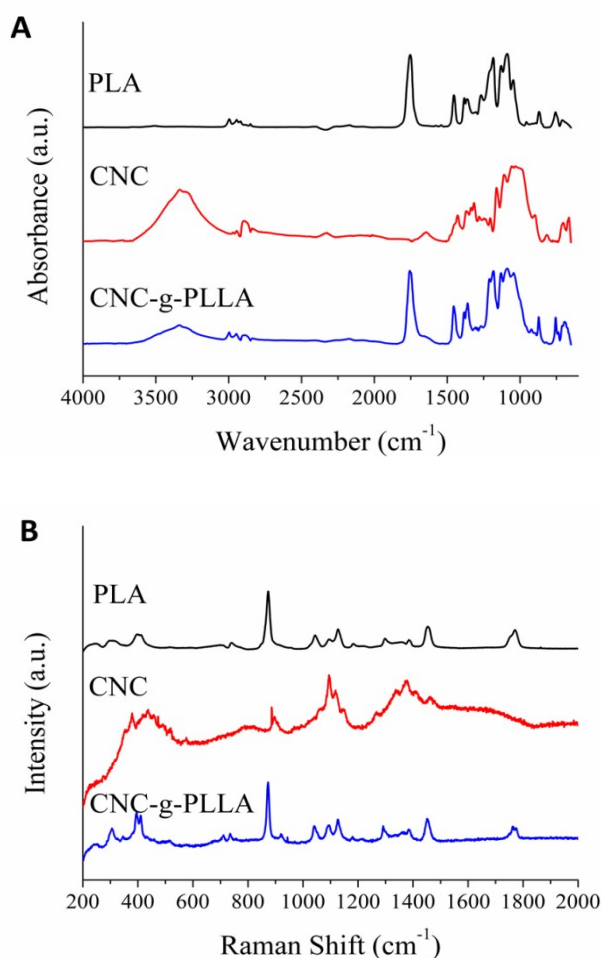 A
PLA
CNC
CNC-g-PLLA
Absorbance (a.u.)
4000 3500 3000 2500 2000 1500 1000
Wavenumber (cm⁻¹)
B
PLA
CNC
CNC-g-PLLA
Intensity (a.u.)
200 400 600 800 1000 1200 1400 1600 1800 2000
Raman Shift (cm⁻¹)